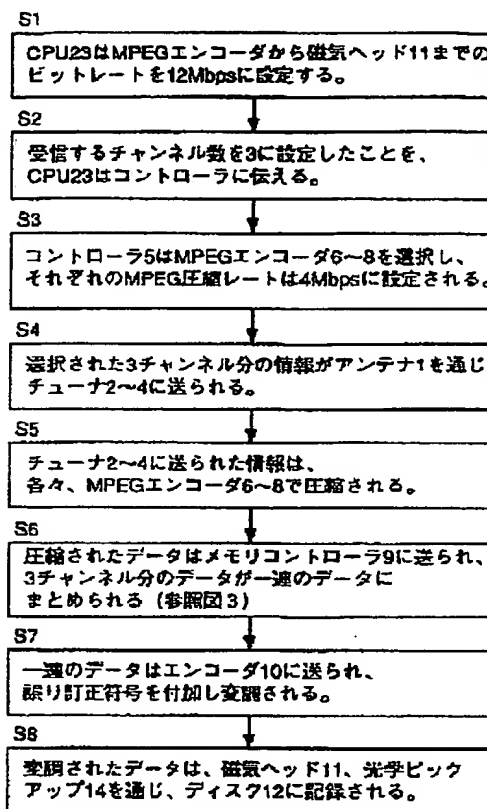 S1
CPU23はMPEGエンコーダから磁気ヘッド11までの
ビットレートを12Mbpsに設定する。
S2
受信するチャンネル数を3に設定したことを、
CPU23はコントローラに伝える。
S3
コントローラ5はMPEGエンコーダ6~8を選択し、
それぞれのMPEG圧縮レートは4Mbpsに設定される。
S4
選択された3チャンネル分の情報がアンテナ1を通じ
チューナ2~4に送られる。
S5
チューナ2~4に送られた情報は、
各々、MPEGエンコーダ6~8で圧縮される。
S6
圧縮されたデータはメモリコントローラ9に送られ、
3チャンネル分のデータが一連のデータに
まとめられる(参照図3)
S7
一連のデータはエンコーダ10に送られ、
誤り訂正符号を付加し変調される。
S8
変調されたデータは、磁気ヘッド11、光学ピック
アップ14を通じ、ディスク12に記録される。